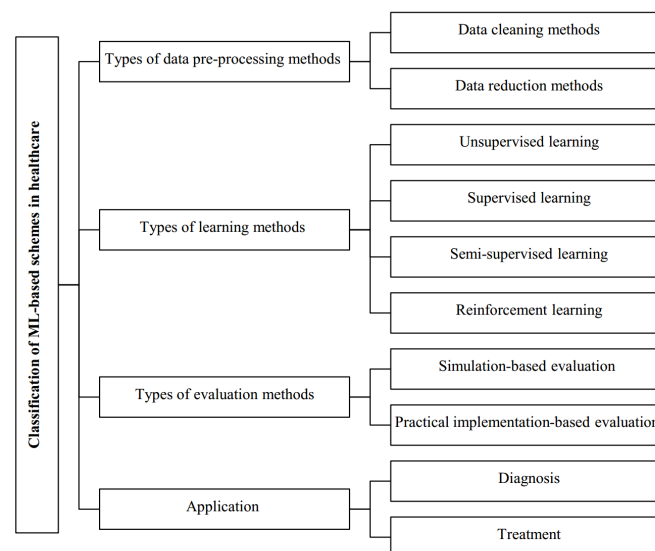 Classification of ML-based schemes in healthcare
Types of data pre-processing methods
Data cleaning methods
Data reduction methods
Types of learning methods
Unsupervised learning
Supervised learning
Semi-supervised learning
Reinforcement learning
Types of evaluation methods
Simulation-based evaluation
Practical implementation-based evaluation
Application
Diagnosis
Treatment